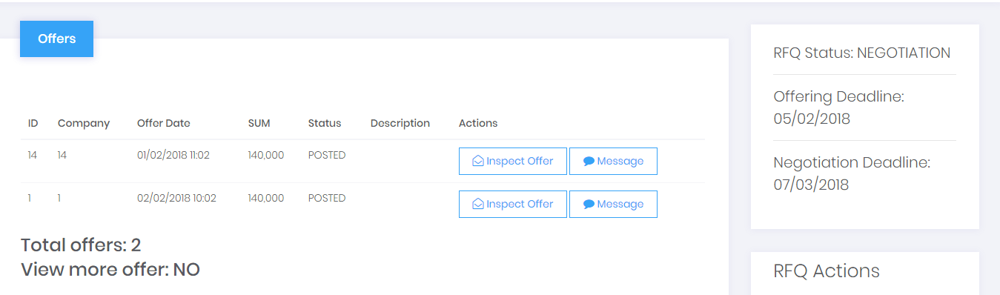 Offers
ID Company Offer Date SUM Status Description Actions
14 14 01/02/2018 11:02 140,000 POSTED Inspect Offer Message
1 1 02/02/2018 10:02 140,000 POSTED Inspect Offer Message
Total offers: 2
View more offer: NO
RFQ Status: NEGOTIATION
Offering Deadline:
05/02/2018
Negotiation Deadline:
07/03/2018
RFQ Actions